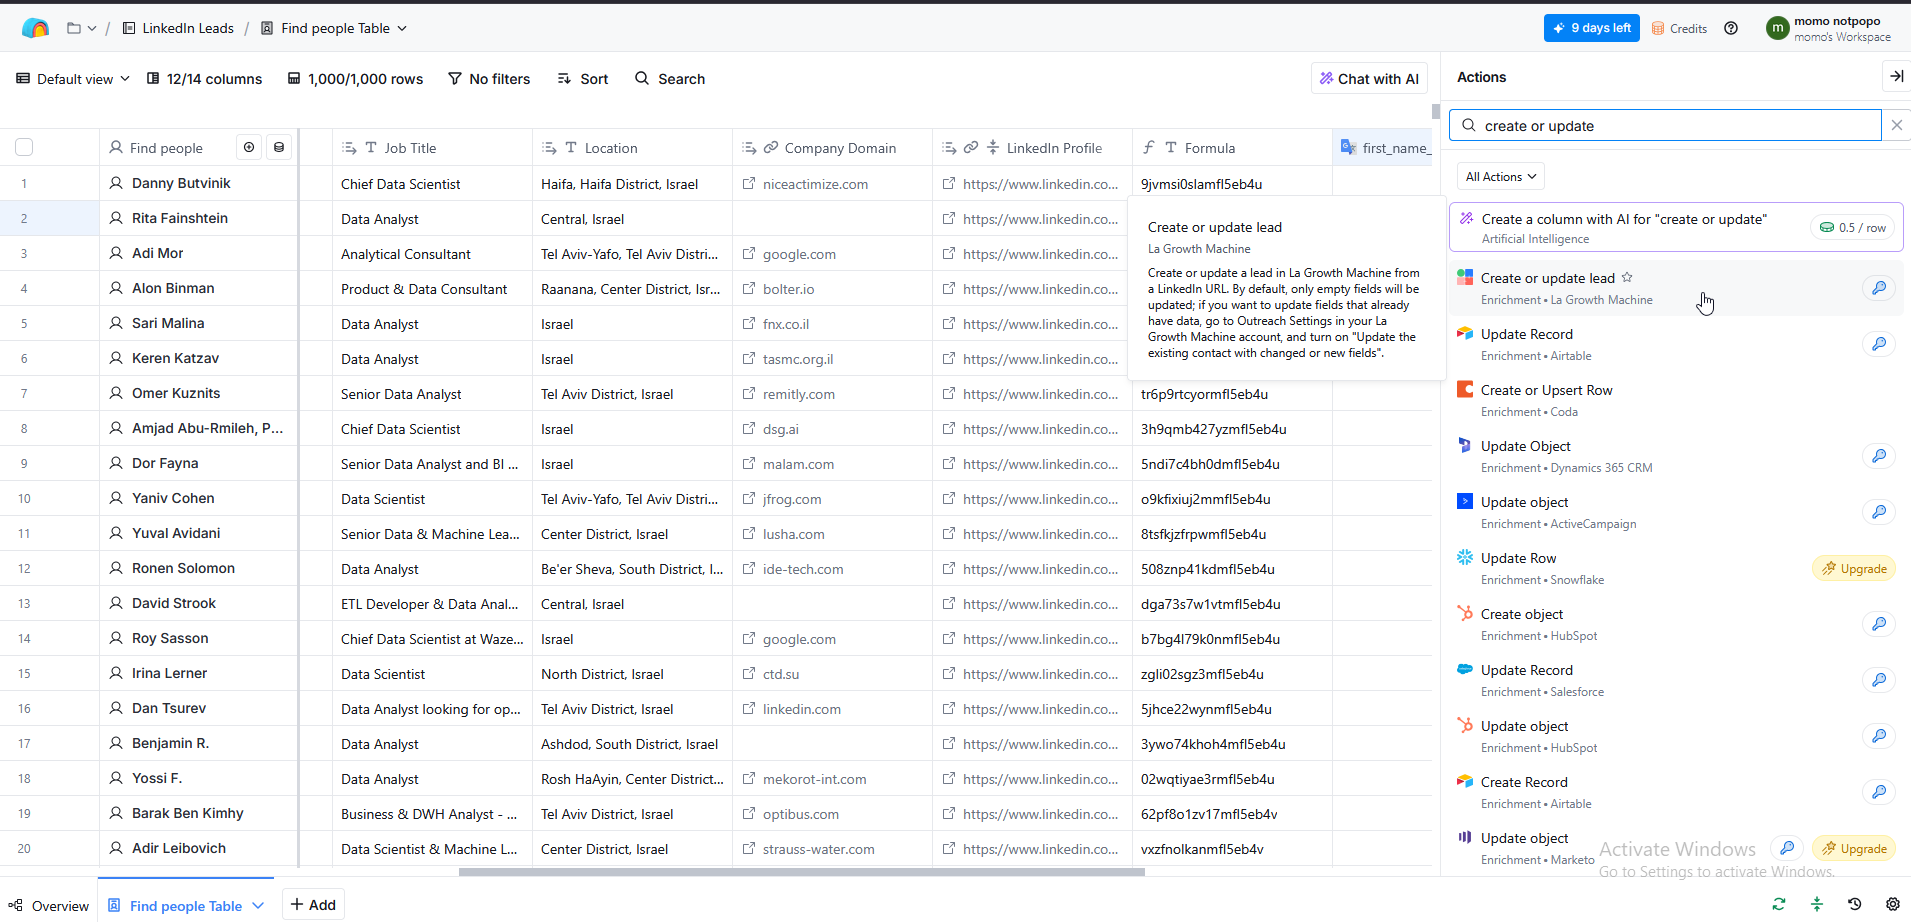 LinkedIn Leads / Find people Table
9 days left
Credits
m
momo notpopo
momo's Workspace
Default view
12/14 columns
1,000/1,000 rows
No filters
Sort
Search
Chat with AI
Find people
Job Title
Location
Company Domain
LinkedIn Profile
Formula
first_name_
1 Danny Butvinik Chief Data Scientist Haifa, Haifa District, Israel niceactimize.com https://www.linkedin.co... 9jvmsi0slamfl5eb4u
2 Rita Fainshtein Data Analyst Central, Israel https://www.linkedin.co...
3 Adi Mor Analytical Consultant Tel Aviv-Yafo, Tel Aviv Distri... google.com https://www.linkedin.co...
4 Alon Binman Product & Data Consultant Raanana, Center District, Isr... bolter.io https://www.linkedin.co...
5 Sari Malina Data Analyst Israel fnx.co.il https://www.linkedin.co...
6 Keren Katzav Data Analyst Israel tasmc.org.il https://www.linkedin.co...
7 Omer Kuznits Senior Data Analyst Tel Aviv District, Israel remitly.com https://www.linkedin.co... tr6p9rtcyormfl5eb4u
8 Amjad Abu-Rmileh, P... Chief Data Scientist Israel dsg.ai https://www.linkedin.co... 3h9qmb427yzmfl5eb4u
9 Dor Fayna Senior Data Analyst and BI ... Israel malam.com https://www.linkedin.co... 5ndi7c4bh0dmfl5eb4u
10 Yaniv Cohen Data Scientist Tel Aviv-Yafo, Tel Aviv Distri... jfrog.com https://www.linkedin.co... o9kfixiuj2mmfl5eb4u
11 Yuval Avidani Senior Data & Machine Lea... Center District, Israel lusha.com https://www.linkedin.co... 8tsfkjzfrpwmfl5eb4u
12 Ronen Solomon Data Analyst Be'er Sheva, South District, I... ide-tech.com https://www.linkedin.co... 508znp41kdmfl5eb4u
13 David Strook ETL Developer & Data Anal... Central, Israel https://www.linkedin.co... dga73s7w1vtmfl5eb4u
14 Roy Sasson Chief Data Scientist at Waze... Israel google.com https://www.linkedin.co... b7bg4l79k0nmfl5eb4u
15 Irina Lerner Data Scientist North District, Israel ctd.su https://www.linkedin.co... zgli02sgz3mfl5eb4u
16 Dan Tsurev Data Analyst looking for op... Tel Aviv District, Israel linkedin.com https://www.linkedin.co... 5jhce22wynmfl5eb4u
17 Benjamin R. Data Analyst Ashdod, South District, Israel https://www.linkedin.co... 3ywo74khoh4mfl5eb4u
18 Yossi F. Data Analyst Rosh HaAyin, Center District... mekorot-int.com https://www.linkedin.co... 02wqtiyae3rmfl5eb4u
19 Barak Ben Kimhy Business & DWH Analyst - ... Tel Aviv District, Israel optibus.com https://www.linkedin.co... 62pf8o1zv17mfl5eb4v
20 Adir Leibovich Data Scientist & Machine L... Center District, Israel strauss-water.com https://www.linkedin.co... vxzfnolkanmfl5eb4v
Create or update lead
La Growth Machine
Create or update a lead in La Growth Machine from
a LinkedIn URL. By default, only empty fields will be
updated; if you want to update fields that already
have data, go to Outreach Settings in your La
Growth Machine account, and turn on "Update the
existing contact with changed or new fields".
Actions
create or update
All Actions
Create a column with AI for "create or update"
Artificial Intelligence
0.5 / row
Create or update lead
Enrichment • La Growth Machine
Update Record
Enrichment • Airtable
Create or Upsert Row
Enrichment • Coda
Update Object
Enrichment • Dynamics 365 CRM
Update object
Enrichment • ActiveCampaign
Update Row
Enrichment • Snowflake
Upgrade
Create object
Enrichment • HubSpot
Update Record
Enrichment • Salesforce
Update object
Enrichment • HubSpot
Create Record
Enrichment • Airtable
Update object
Enrichment • Marketo
Upgrade
Activate Windows
Go to Settings to activate Windows.
Overview
Find people Table
+ Add